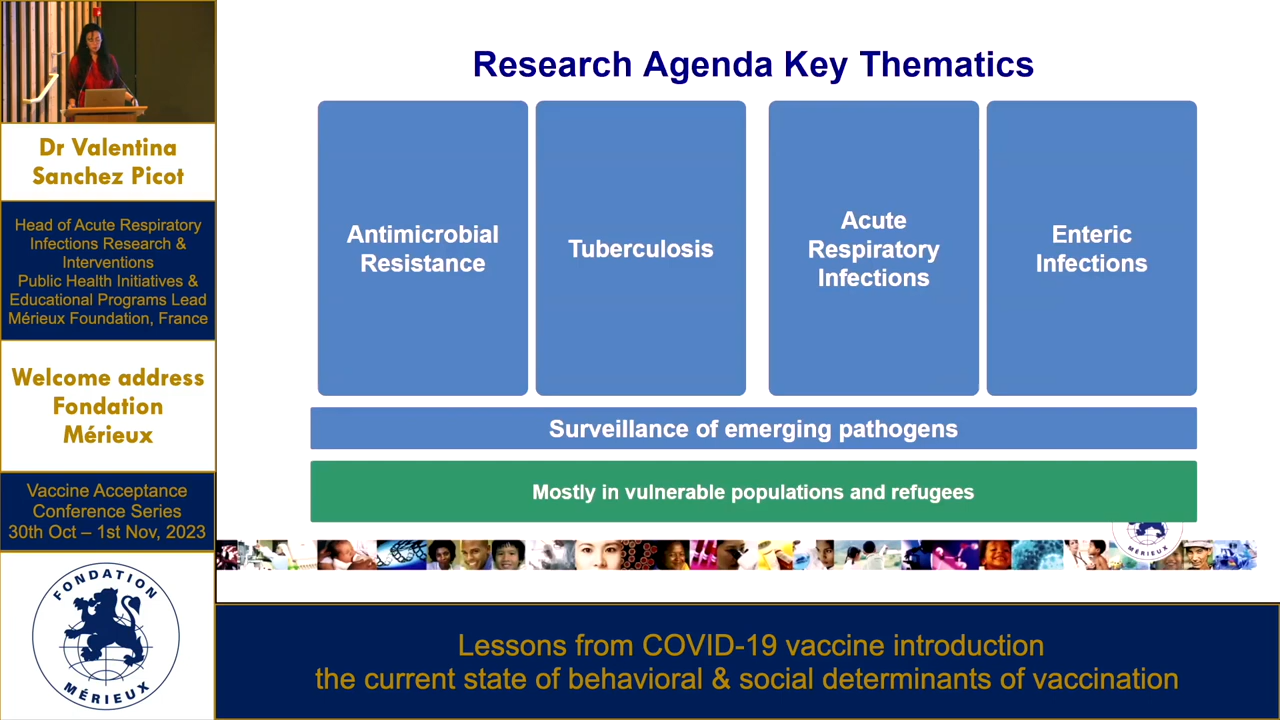 Dr Valentina
Sanchez Picot
Head of Acute Respiratory
Infections Research &
Interventions
Public Health Initiatives &
Educational Programs Lead
Mérieux Foundation, France
Welcome address
Fondation
Mérieux
Vaccine Acceptance
Conference Series
30th Oct – 1st Nov, 2023
FONDATION
MÉRIEUX
Research Agenda Key Thematics
Antimicrobial
Resistance
Tuberculosis
Acute
Respiratory
Infections
Enteric
Infections
Surveillance of emerging pathogens
Mostly in vulnerable populations and refugees
MÉRIEUX
Lessons from COVID-19 vaccine introduction
the current state of behavioral & social determinants of vaccination